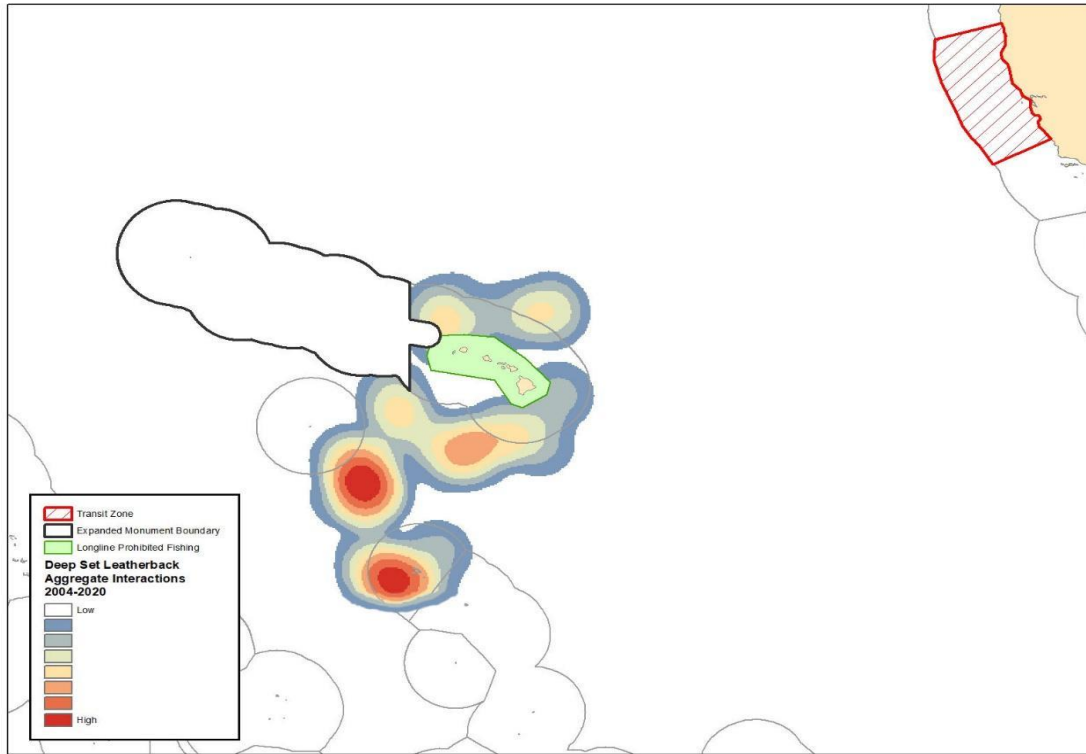 Transit Zone
Expanded Monument Boundary
Longline Prohibited Fishing
Deep Set Leatherback
Aggregate Interactions
2004-2020
Low
High